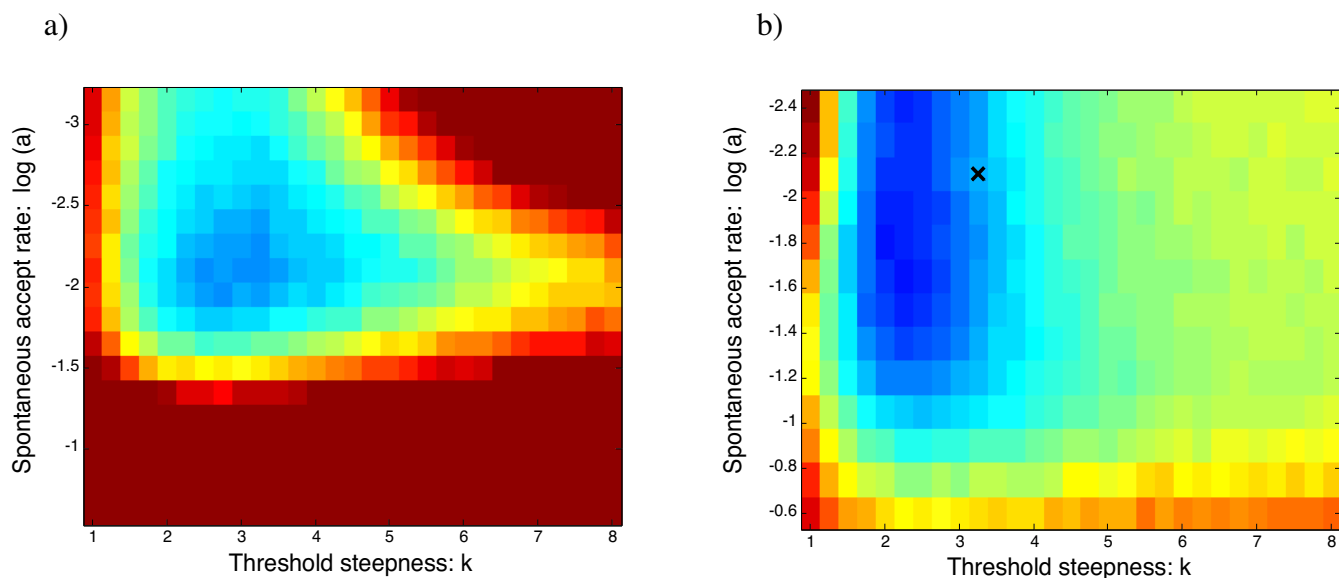 a)
Spontaneous accept rate: log (a)
-3
-2.5
-2
-1.5
-1
1 2 3 4 5 6 7 8
Threshold steepness: k
b)
Spontaneous accept rate: log (a)
-2.4
-2.2
-2
-1.8
-1.6
-1.4
-1.2
-1
-0.8
-0.6
1 2 3 4 5 6 7 8
Threshold steepness: k